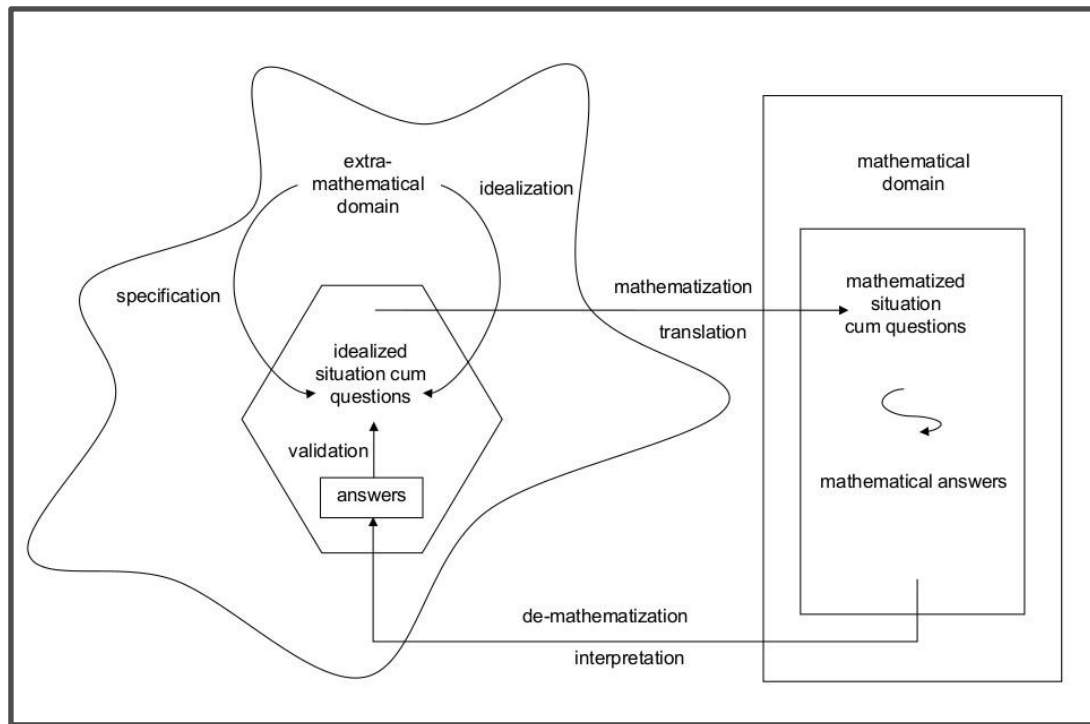 extra-
mathematical
domain
idealization
specification
idealized
situation cum
questions
validation
answers
mathematization
translation
mathematical
domain
mathematized
situation
cum questions
mathematical answers
de-mathematization
interpretation